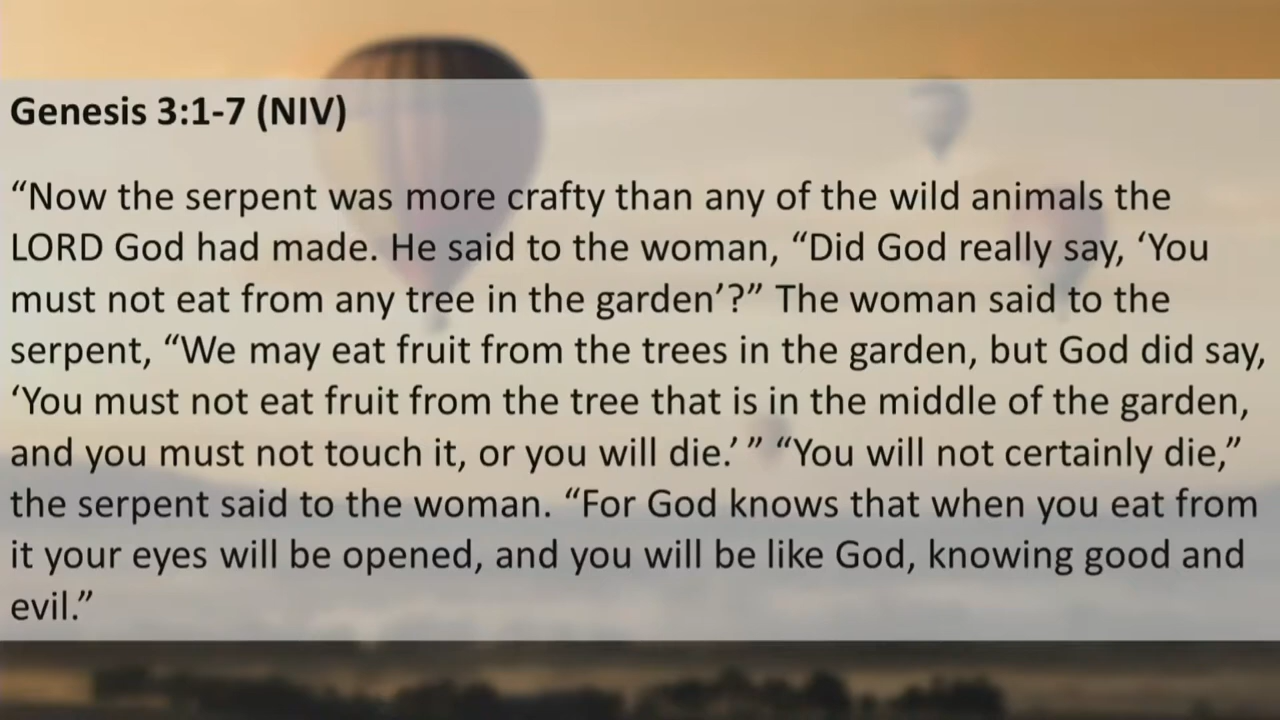 Genesis 3:1-7 (NIV)
“Now the serpent was more crafty than any of the wild animals the
LORD God had made. He said to the woman, “Did God really say, ‘You
must not eat from any tree in the garden’?” The woman said to the
serpent, “We may eat fruit from the trees in the garden, but God did say,
‘You must not eat fruit from the tree that is in the middle of the garden,
and you must not touch it, or you will die.’ ” “You will not certainly die,”
the serpent said to the woman. “For God knows that when you eat from
it your eyes will be opened, and you will be like God, knowing good and
evil.”